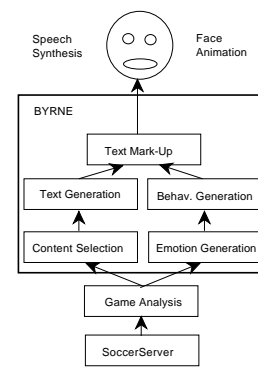 Speech
Synthesis
Face
Animation
BYRNE
Text Mark-Up
Text Generation
Behav. Generation
Content Selection
Emotion Generation
Game Analysis
SoccerServer